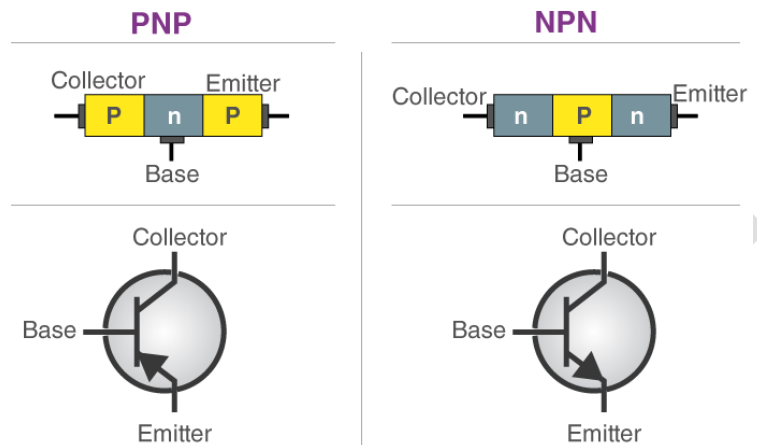 PNP
Collector
Emitter
P n P
Base
Collector
Base
Emitter
NPN
Collector
Emitter
n P n
Base
Collector
Base
Emitter